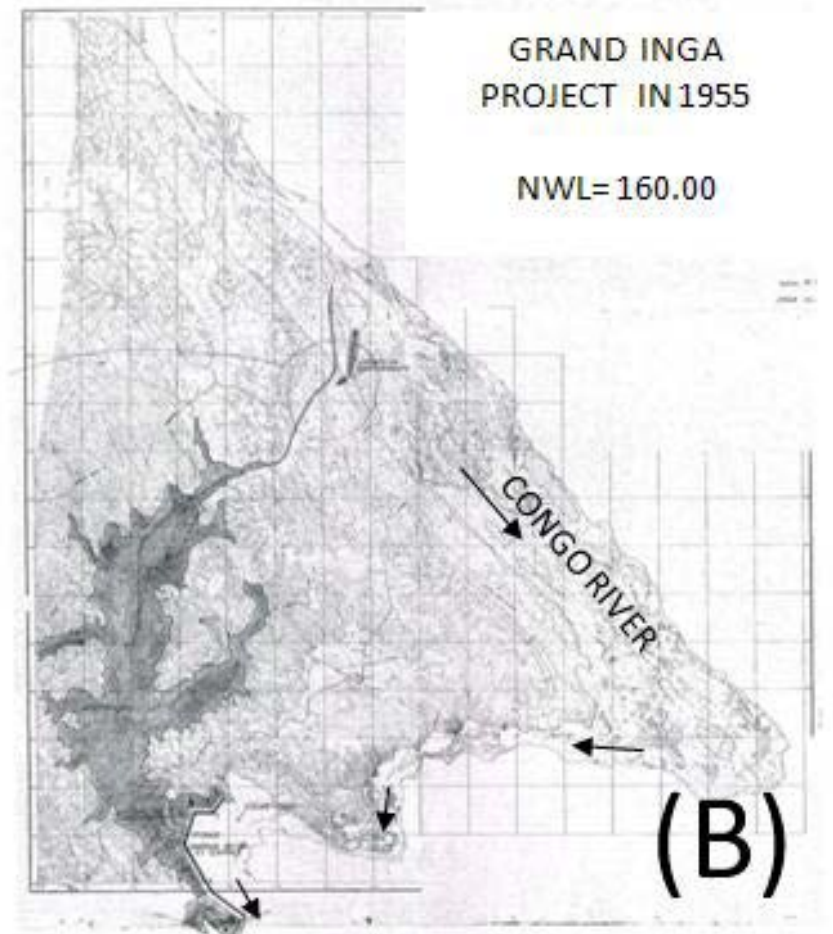 GRAND INGA
PROJECT IN 1955
NWL= 160.00
CONGO RIVER
(B)